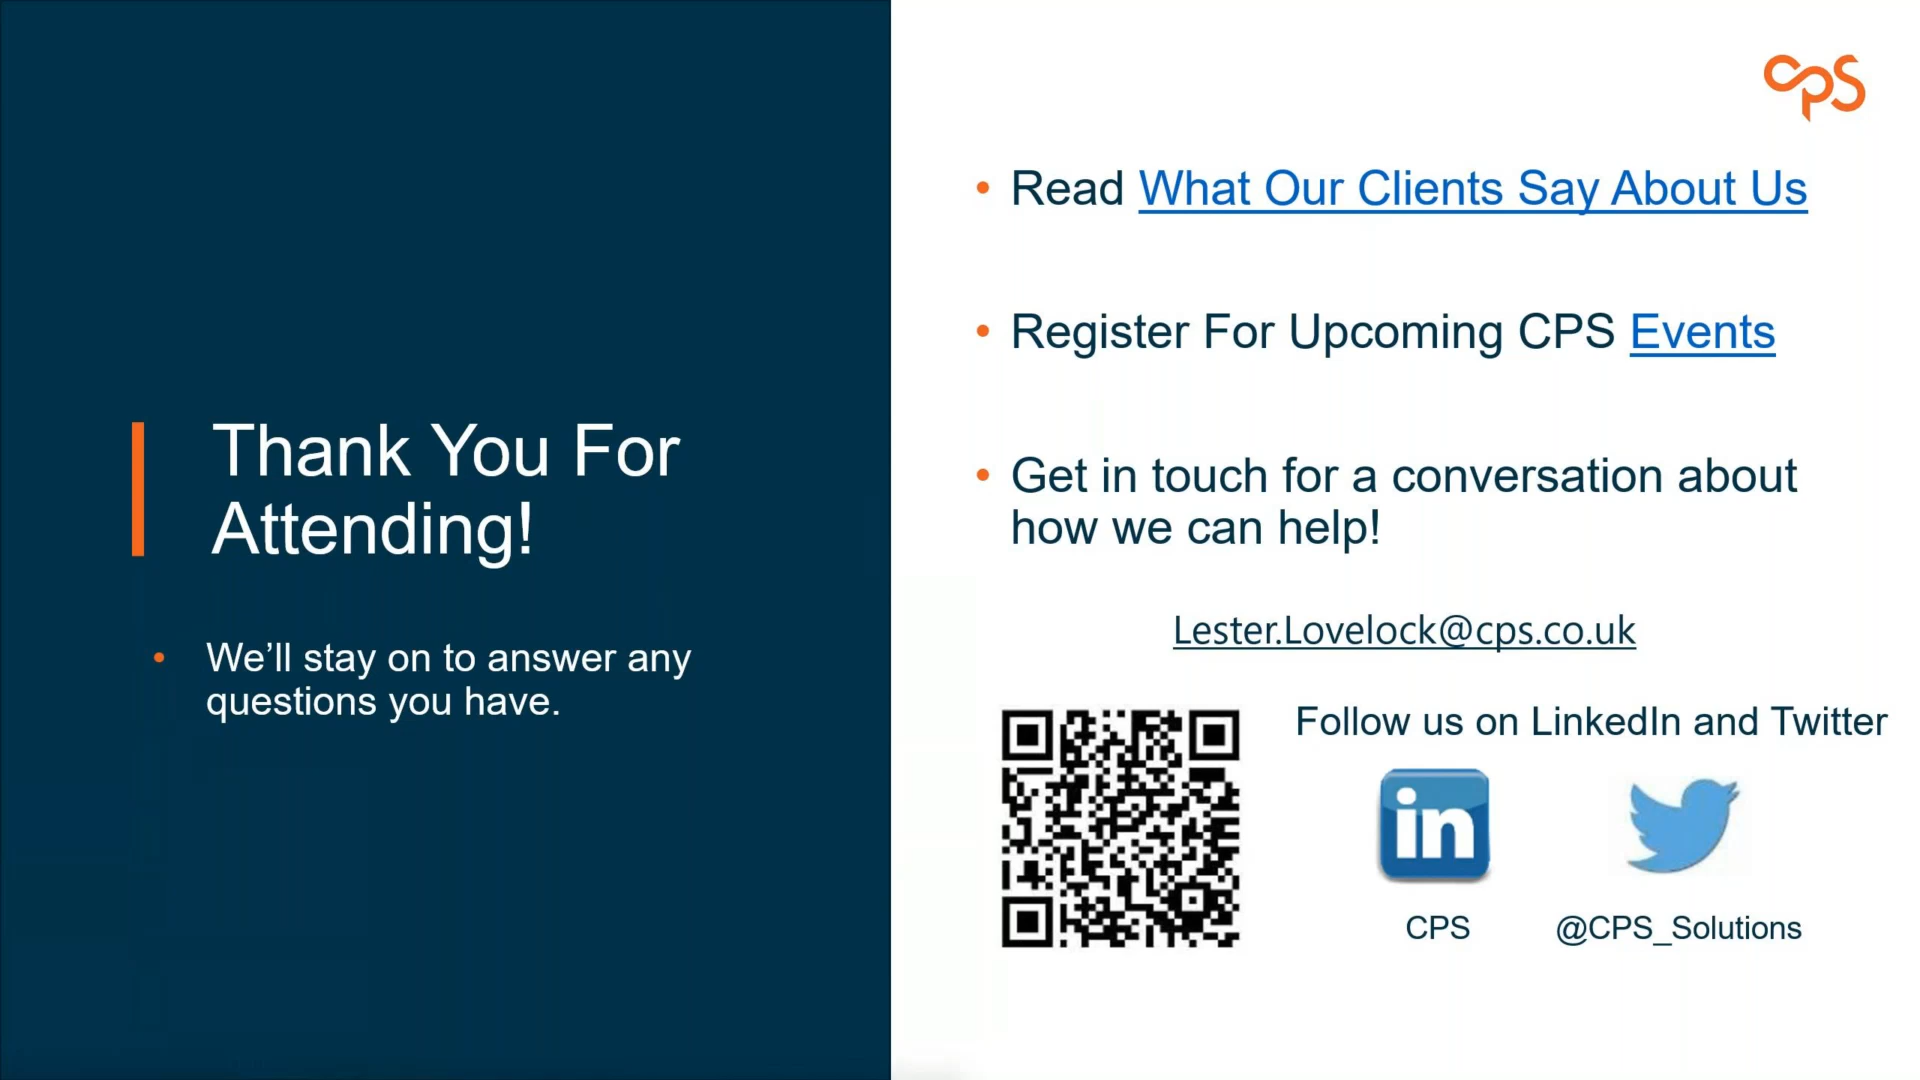 Thank You For
Attending!
• We’ll stay on to answer any
questions you have.
cps
• Read What Our Clients Say About Us
• Register For Upcoming CPS Events
• Get in touch for a conversation about
how we can help!
Lester.Lovelock@cps.co.uk
Follow us on LinkedIn and Twitter
in
CPS
@CPS_Solutions